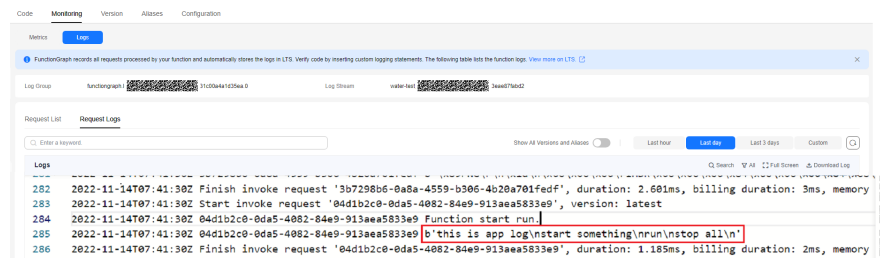 Code Monitoring Version Aliases Configuration
Metrics Logs
FunctionGraph records all requests processed by your function and automatically stores the logs in LTS. Verify code by inserting custom logging statements. The following table lists the function logs. View more on LTS.
Log Group functiongraph.l 31c00a4a1d35ea.0 Log Stream water-test 3eae87fabd2
Request List Request Logs
Enter a keyword. Show All Versions and Aliases Last hour Last day Last 3 days Custom
Logs Search All Full Screen Download Log
282 2022-11-14T07:41:30Z Finish invoke request '3b7298b6-0a8a-4559-b306-4b20a701fedf', duration: 2.601ms, billing duration: 3ms, memory
283 2022-11-14T07:41:30Z Start invoke request '04d1b2c0-0da5-4082-84e9-913aea5833e9', version: latest
284 2022-11-14T07:41:30Z 04d1b2c0-0da5-4082-84e9-913aea5833e9 Function start run.
285 2022-11-14T07:41:30Z 04d1b2c0-0da5-4082-84e9-913aea5833e9 b'this is app log\nstart something\nrun\nstop all\n'
286 2022-11-14T07:41:30Z Finish invoke request '04d1b2c0-0da5-4082-84e9-913aea5833e9', duration: 1.185ms, billing duration: 2ms, memory